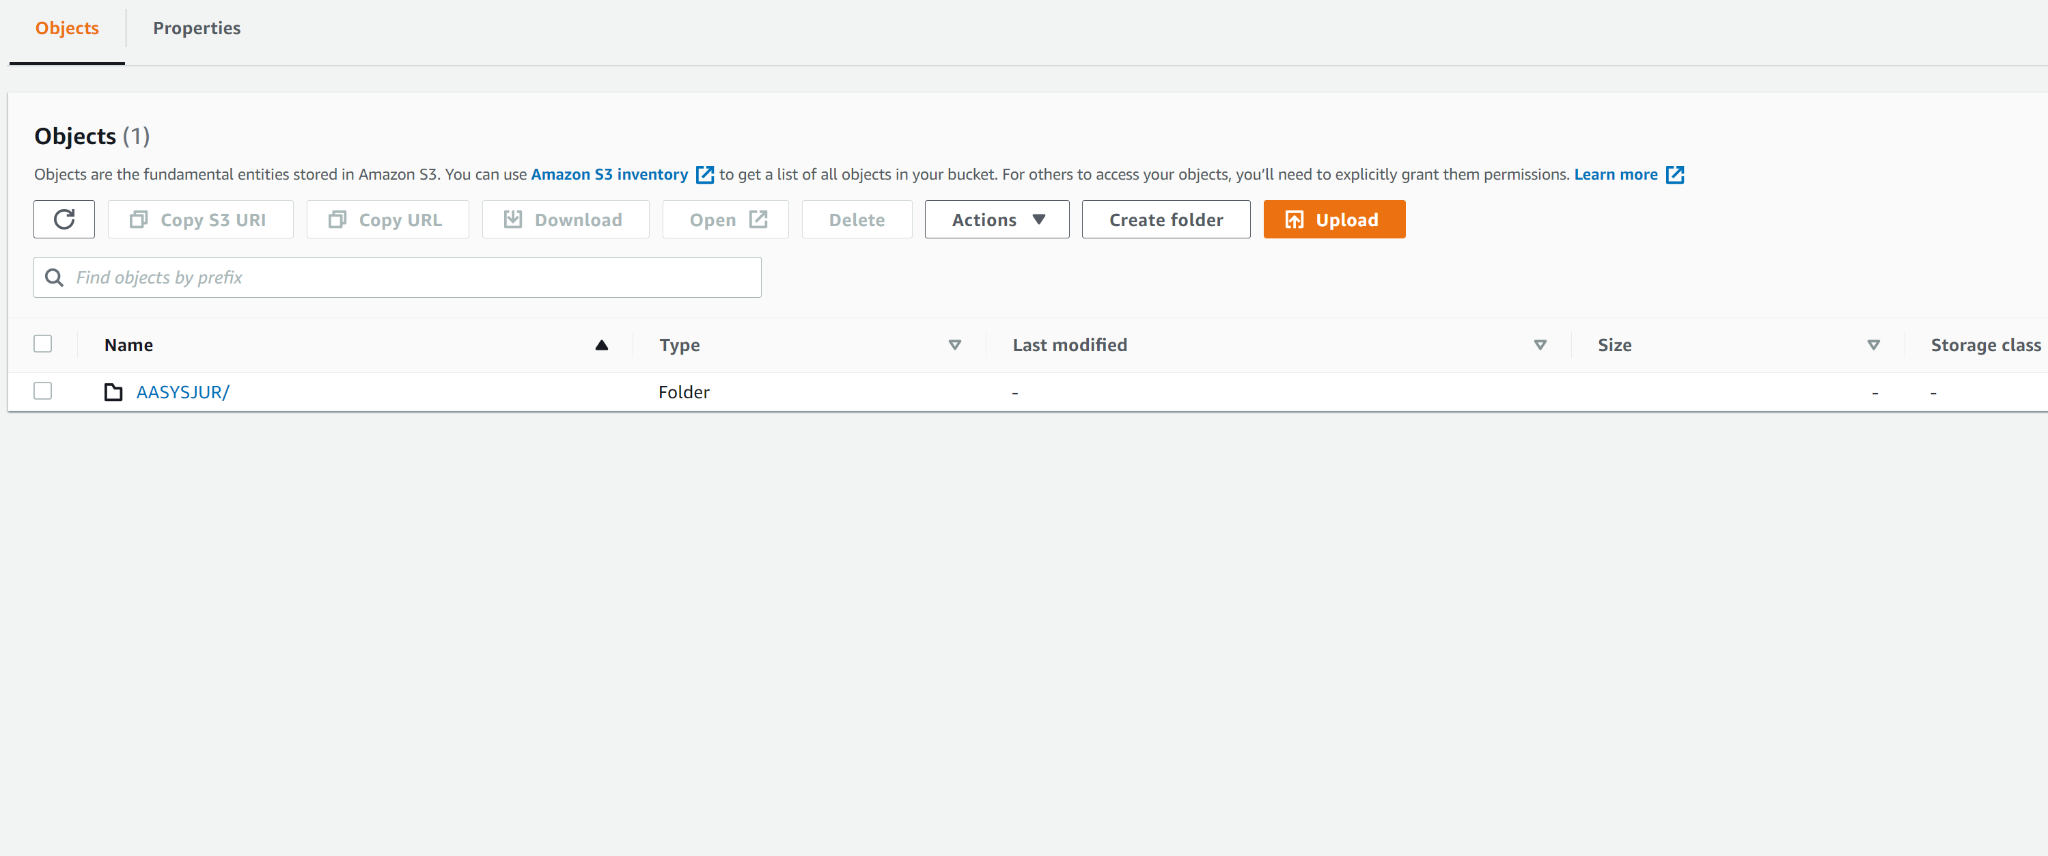 Objects Properties
Objects (1)
Objects are the fundamental entities stored in Amazon S3. You can use Amazon S3 inventory to get a list of all objects in your bucket. For others to access your objects, you’ll need to explicitly grant them permissions. Learn more
Copy S3 URI Copy URL Download Open Delete Actions Create folder Upload
Find objects by prefix
Name Type Last modified Size Storage class
AASYSJUR/ Folder - - -